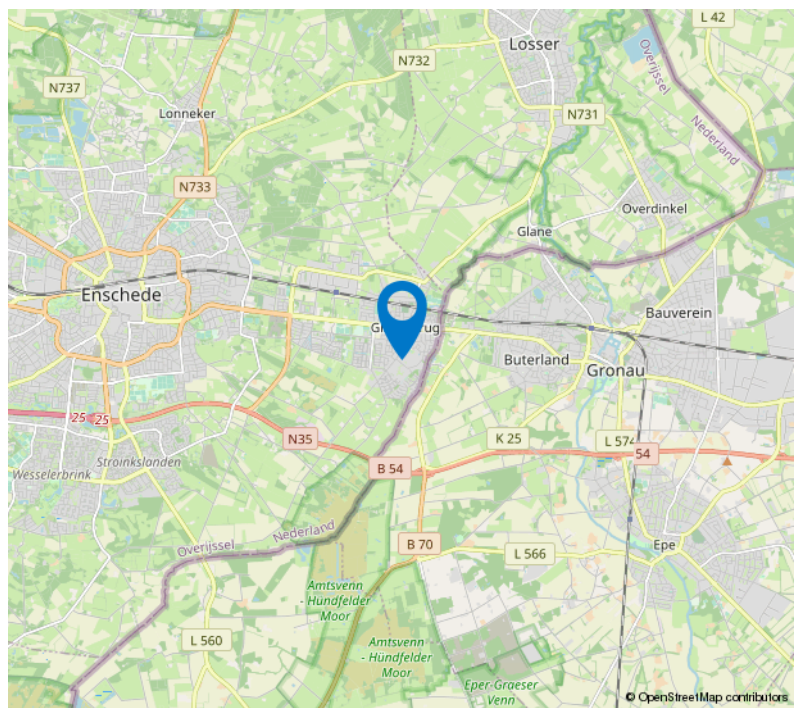 L 42
Losser
Overijssel
N732
N737
Lonneker
N731
Nederland
N733
Overdinkel
Glane
Enschede
Bauverein
Buterland
Gronau
25
25
N35
K 25
L 574
54
Stroinkslanden
Wesselerbrink
B 54
Nederland
Overijssel
B 70
L 566
Epe
Amtsvenn
- Hündfelder
Moor
L 560
Amtsvenn
- Hündfelder
Moor
Eper-Graeser
Venn
© OpenStreetMap contributors